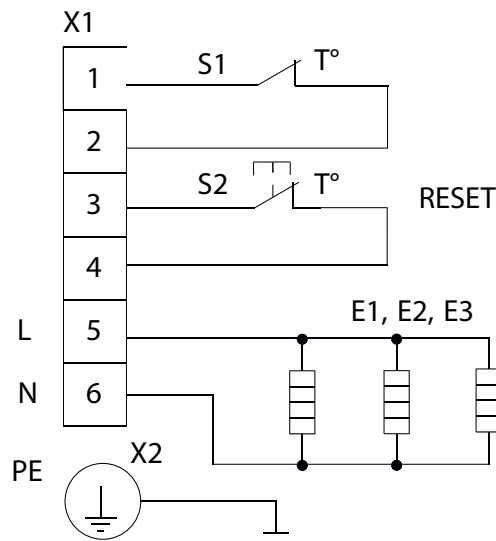 X1
1 S1 T°
2
3 S2 T° RESET
4
E1, E2, E3
L 5
N 6
PE X2